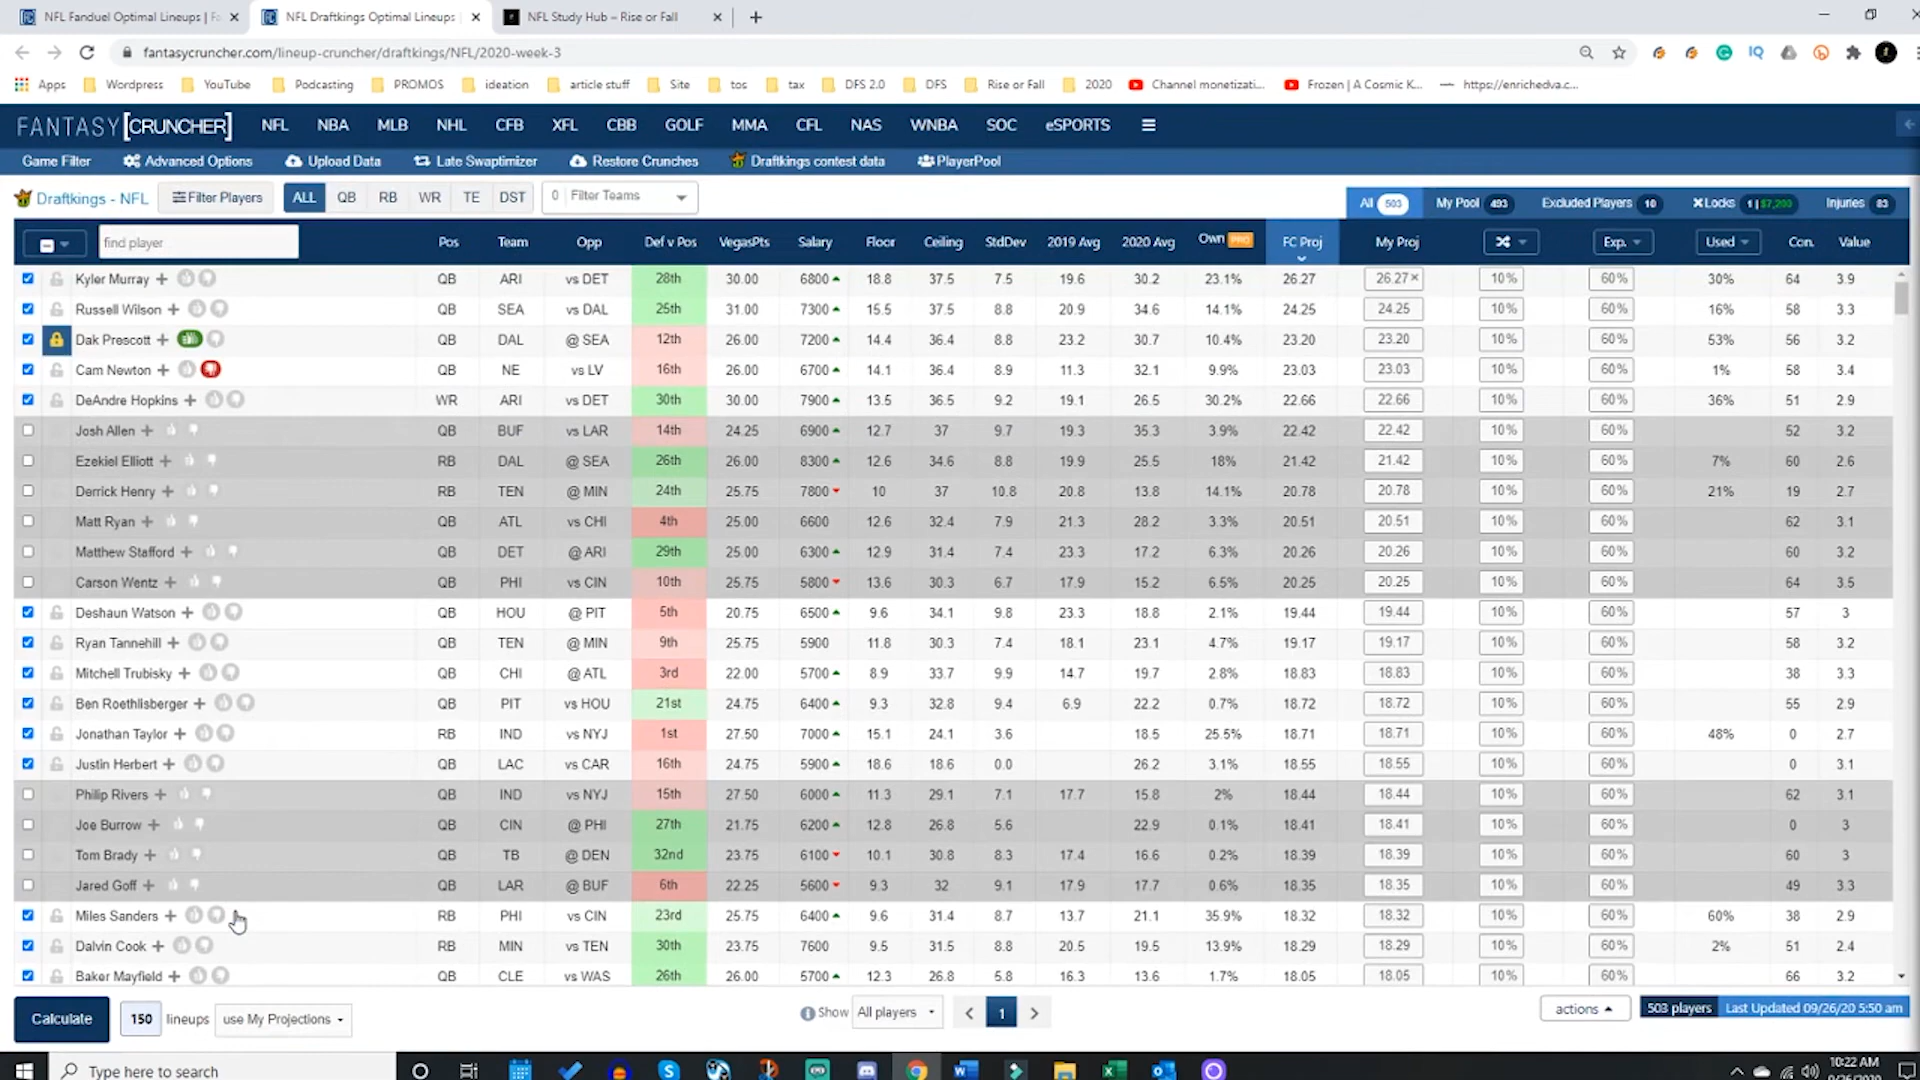 NFL Fanduel Optimal Lineups | Fa
NFL Draftkings Optimal Lineups
NFL Study Hub – Rise or Fall
fantasycruncher.com/lineup-cruncher/draftkings/NFL/2020-week-3
Apps Wordpress YouTube Podcasting PROMOS ideation article stuff Site tos tax DFS 2.0 DFS Rise or Fall 2020 Channel monetizati... Frozen | A Cosmic K... https://enrichedva.c...
FANTASY [CRUNCHER] NFL NBA MLB NHL CFB XFL CBB GOLF MMA CFL NAS WNBA SOC eSPORTS
Game Filter Advanced Options Upload Data Late Swaptimizer Restore Crunches Draftkings contest data PlayerPool
Draftkings - NFL Filter Players ALL QB RB WR TE DST 0 Filter Teams All 503 My Pool 493 Excluded Players 10 Locks 1 | $7,200 Injuries 83
find player Pos Team Opp Def v Pos VegasPts Salary Floor Ceiling StdDev 2019 Avg 2020 Avg Own PRO FC Proj My Proj Exp. Used Con. Value
Kyler Murray QB ARI vs DET 28th 30.00 6800 18.8 37.5 7.5 19.6 30.2 23.1% 26.27 26.27 10% 60% 30% 64 3.9
Russell Wilson QB SEA vs DAL 25th 31.00 7300 15.5 37.5 8.8 20.9 34.6 14.1% 24.25 24.25 10% 60% 16% 58 3.3
Dak Prescott QB DAL @ SEA 12th 26.00 7200 14.4 36.4 8.8 23.2 30.7 10.4% 23.20 23.20 10% 60% 53% 56 3.2
Cam Newton QB NE vs LV 16th 26.00 6700 14.1 36.4 8.9 11.3 32.1 9.9% 23.03 23.03 10% 60% 1% 58 3.4
DeAndre Hopkins WR ARI vs DET 30th 30.00 7900 13.5 36.5 9.2 19.1 26.5 30.2% 22.66 22.66 10% 60% 36% 51 2.9
Josh Allen QB BUF vs LAR 14th 24.25 6900 12.7 37 9.7 19.3 35.3 3.9% 22.42 22.42 10% 60% 52 3.2
Ezekiel Elliott RB DAL @ SEA 26th 26.00 8300 12.6 34.6 8.8 19.9 25.5 18% 21.42 21.42 10% 60% 7% 60 2.6
Derrick Henry RB TEN @ MIN 24th 25.75 7800 10 37 10.8 20.8 13.8 14.1% 20.78 20.78 10% 60% 21% 19 2.7
Matt Ryan QB ATL vs CHI 4th 25.00 6600 12.6 32.4 7.9 21.3 28.2 3.3% 20.51 20.51 10% 60% 62 3.1
Matthew Stafford QB DET @ ARI 29th 25.00 6300 12.9 31.4 7.4 23.3 17.2 6.3% 20.26 20.26 10% 60% 60 3.2
Carson Wentz QB PHI vs CIN 10th 25.75 5800 13.6 30.3 6.7 17.9 15.2 6.5% 20.25 20.25 10% 60% 64 3.5
Deshaun Watson QB HOU @ PIT 5th 20.75 6500 9.6 34.1 9.8 23.3 18.8 2.1% 19.44 19.44 10% 60% 57 3
Ryan Tannehill QB TEN @ MIN 9th 25.75 5900 11.8 30.3 7.4 18.1 23.1 4.7% 19.17 19.17 10% 60% 58 3.2
Mitchell Trubisky QB CHI @ ATL 3rd 22.00 5700 8.9 33.7 9.9 14.7 19.7 2.8% 18.83 18.83 10% 60% 38 3.3
Ben Roethlisberger QB PIT vs HOU 21st 24.75 6400 9.3 32.8 9.4 6.9 22.2 0.7% 18.72 18.72 10% 60% 55 2.9
Jonathan Taylor RB IND vs NYJ 1st 27.50 7000 15.1 24.1 3.6 18.5 25.5% 18.71 18.71 10% 60% 48% 0 2.7
Justin Herbert QB LAC vs CAR 16th 24.75 5900 18.6 18.6 0.0 26.2 3.1% 18.55 18.55 10% 60% 0 3.1
Philip Rivers QB IND vs NYJ 15th 27.50 6000 11.3 29.1 7.1 17.7 15.8 2% 18.44 18.44 10% 60% 62 3.1
Joe Burrow QB CIN @ PHI 27th 21.75 6200 12.8 26.8 5.6 22.9 0.1% 18.41 18.41 10% 60% 0 3
Tom Brady QB TB @ DEN 32nd 23.75 6100 10.1 30.8 8.3 17.4 16.6 0.2% 18.39 18.39 10% 60% 60 3
Jared Goff QB LAR @ BUF 6th 22.25 5600 9.3 32 9.1 17.9 17.7 0.6% 18.35 18.35 10% 60% 49 3.3
Miles Sanders RB PHI vs CIN 23rd 25.75 6400 9.6 31.4 8.7 13.7 21.1 35.9% 18.32 18.32 10% 60% 60% 38 2.9
Dalvin Cook RB MIN vs TEN 30th 23.75 7600 9.5 31.5 8.8 20.5 19.5 13.9% 18.29 18.29 10% 60% 2% 51 2.4
Baker Mayfield QB CLE vs WAS 26th 26.00 5700 12.3 26.8 5.8 16.3 13.6 1.7% 18.05 18.05 10% 60% 66 3.2
Calculate 150 lineups use My Projections Show All players 1 actions 503 players Last Updated 09/26/20 5:50 am
Type here to search 10:22 AM